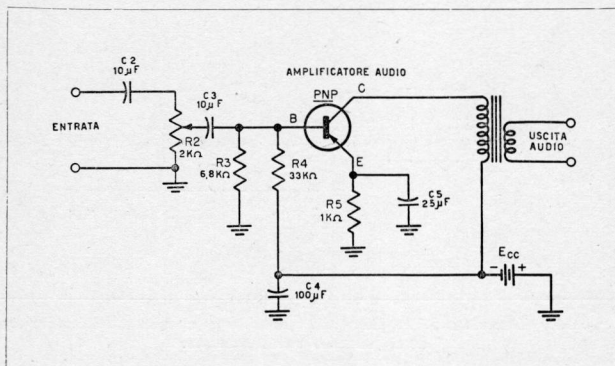 AMPLIFICATORE AUDIO
C2
10µF
C3
10µF
PNP
C
B
E
ENTRATA
R2
2KΩ
R3
6,8KΩ
R4
33KΩ
R5
1KΩ
C5
25µF
USCITA
AUDIO
C4
100µF
ECC
- +